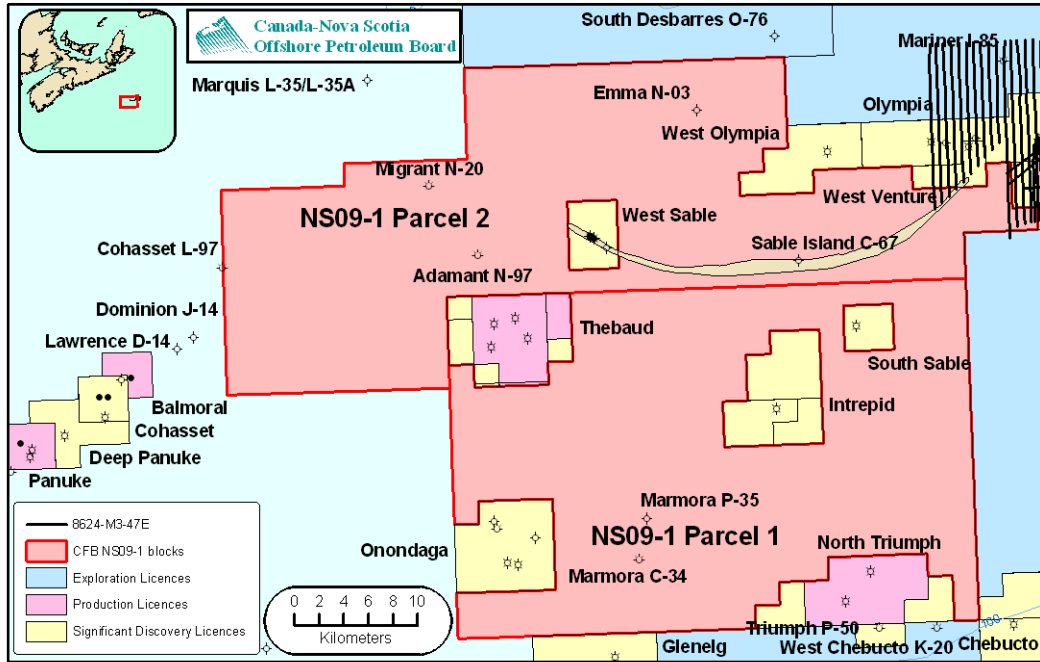 South Desbarres O-76
Canada-Nova Scotia
Offshore Petroleum Board
Mariner I-85
Marquis L-35/L-35A
Emma N-03
Olympia
West Olympia
Migrant N-20
West Venture
NS09-1 Parcel 2
West Sable
Cohasset L-97
Sable Island C-67
Adamant N-97
Dominion J-14
Thebaud
Lawrence D-14
South Sable
Balmoral
Intrepid
Cohasset
Deep Panuke
Panuke
Marmora P-35
8624-M3-47E
NS09-1 Parcel 1
North Triumph
Onondaga
CFB NS09-1 blocks
Marmora C-34
Exploration Licences
0 2 4 6 8 10
Production Licences
Kilometers
Significant Discovery Licences
Triumph P-50
100
Glenelg
West Chebucto K-20
Chebucto